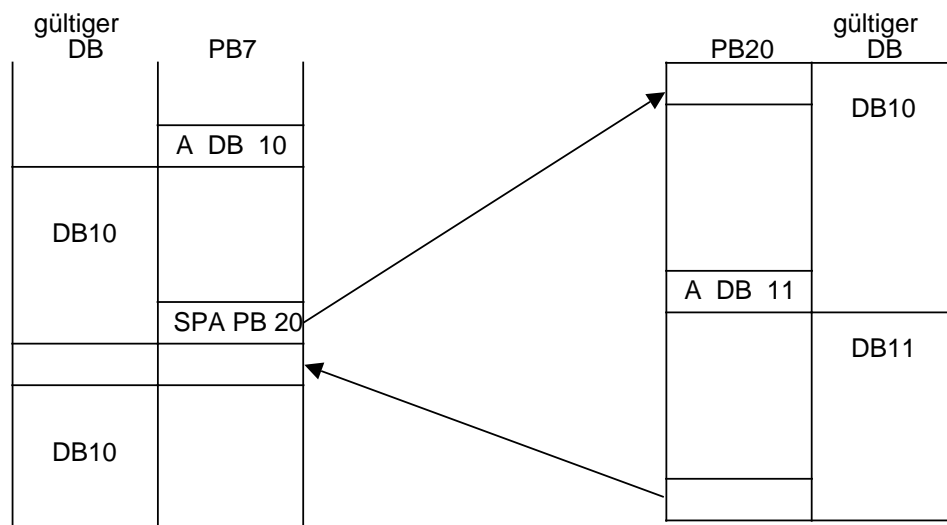 gültiger
DB
PB7
A DB 10
DB10
SPA PB 20
DB10
gültiger
PB20
DB
DB10
A DB 11
DB11